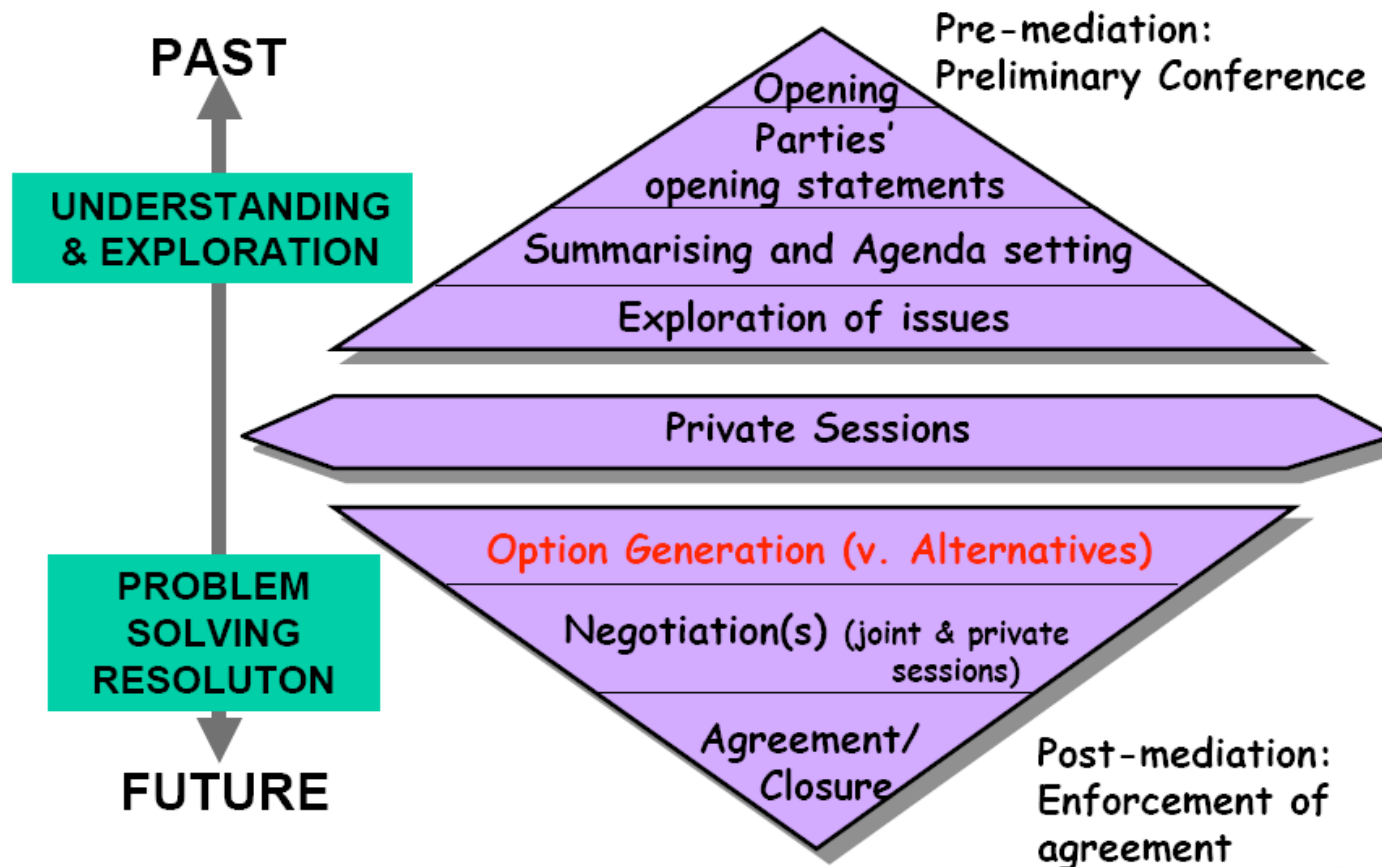 PAST
UNDERSTANDING
& EXPLORATION
PROBLEM
SOLVING
RESOLUTON
FUTURE
Pre-mediation:
Preliminary Conference
Opening
Parties’
opening statements
Summarising and Agenda setting
Exploration of issues
Private Sessions
Option Generation (v. Alternatives)
Negotiation(s) (joint & private
sessions)
Agreement/
Closure
Post-mediation:
Enforcement of
agreement